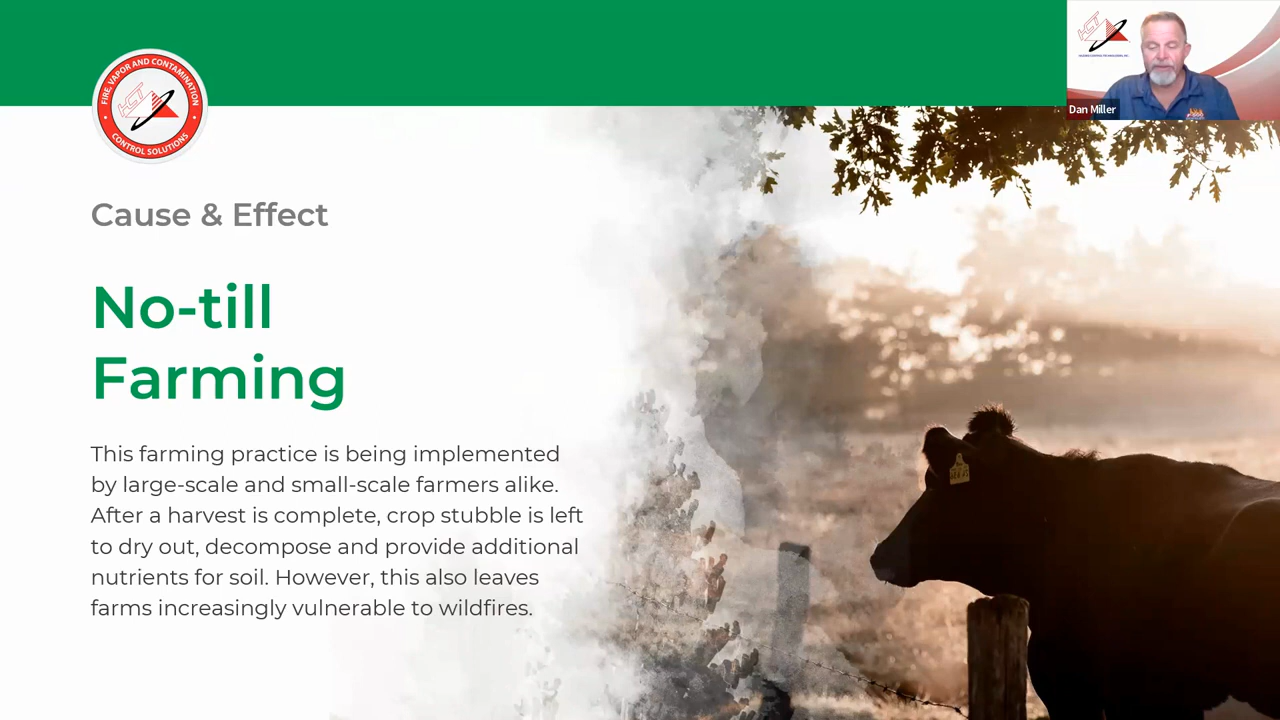 FIRE, VAPOR AND CONTAMINATION
HCT
CONTROL SOLUTIONS
HCT
Dan Miller
Cause & Effect
No-till
Farming
This farming practice is being implemented
by large-scale and small-scale farmers alike.
After a harvest is complete, crop stubble is left
to dry out, decompose and provide additional
nutrients for soil. However, this also leaves
farms increasingly vulnerable to wildfires.